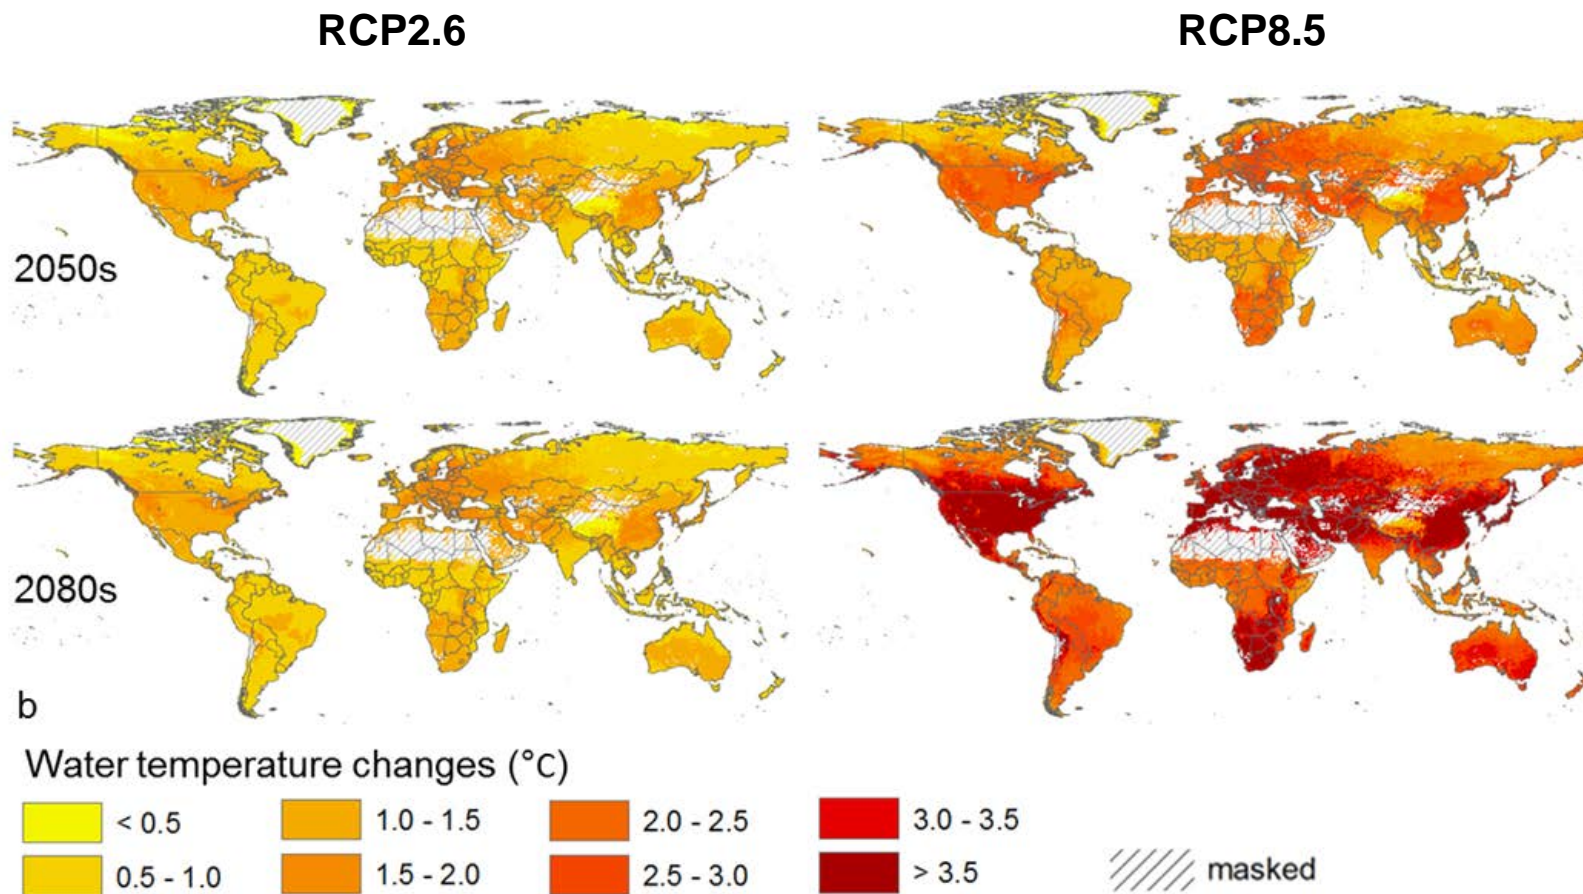 RCP2.6 RCP8.5
2050s
2080s
b
Water temperature changes (°C)
< 0.5 1.0 - 1.5 2.0 - 2.5 3.0 - 3.5
0.5 - 1.0 1.5 - 2.0 2.5 - 3.0 > 3.5 masked